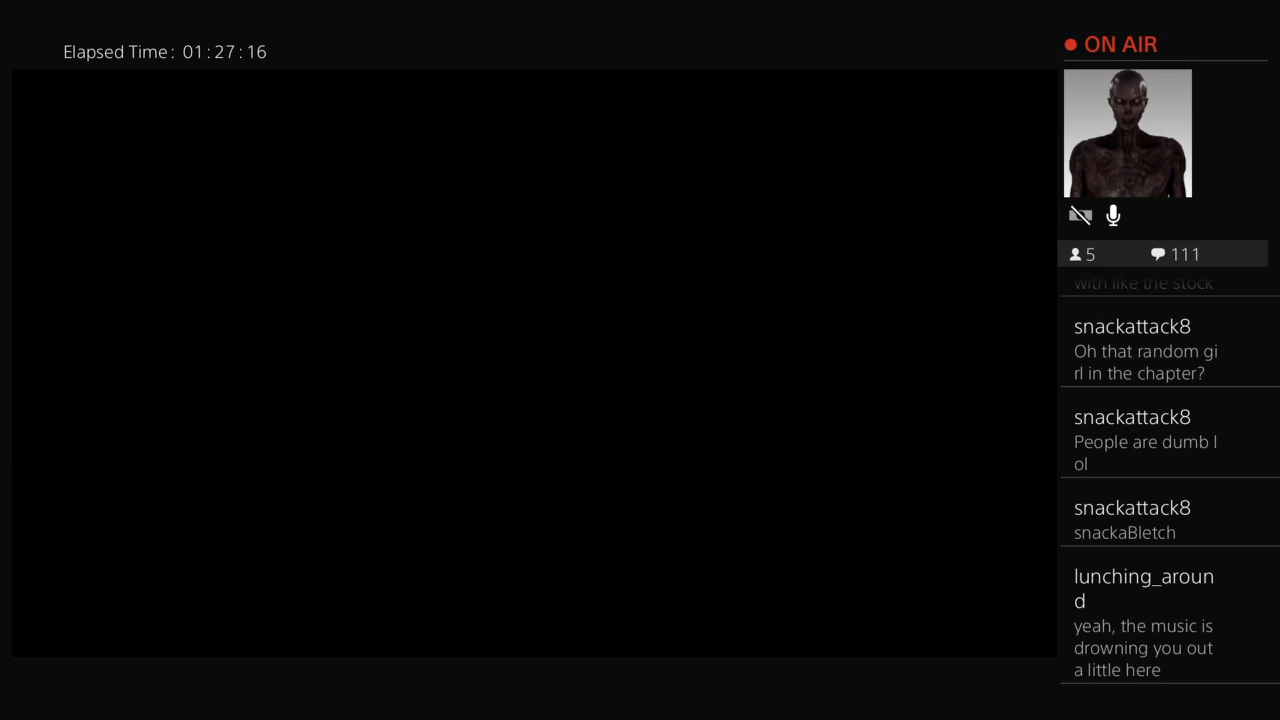 Elapsed Time: 01:27:16
ON AIR
5 111
with like the stock
snackattack8
Oh that random gi
rl in the chapter?
snackattack8
People are dumb l
ol
snackattack8
snackaBletch
lunching_aroun
d
yeah, the music is
drowning you out
a little here